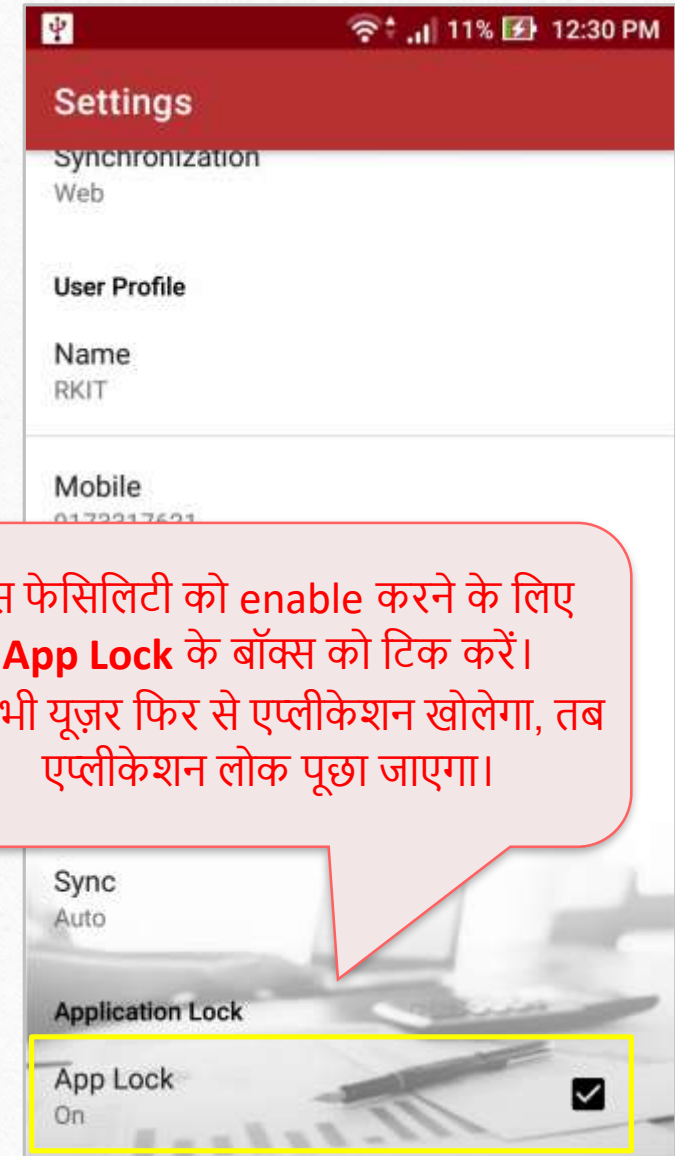 11% 12:30 PM
Settings
Synchronization
Web
User Profile
Name
RKIT
Mobile
9173317621
फेसिलिटी को enable करने के लिए
App Lock के बॉक्स को टिक करें।
भी यूज़र फिर से एप्लीकेशन खोलेगा, तब
एप्लीकेशन लोक पूछा जाएगा।
Sync
Auto
Application Lock
App Lock
On